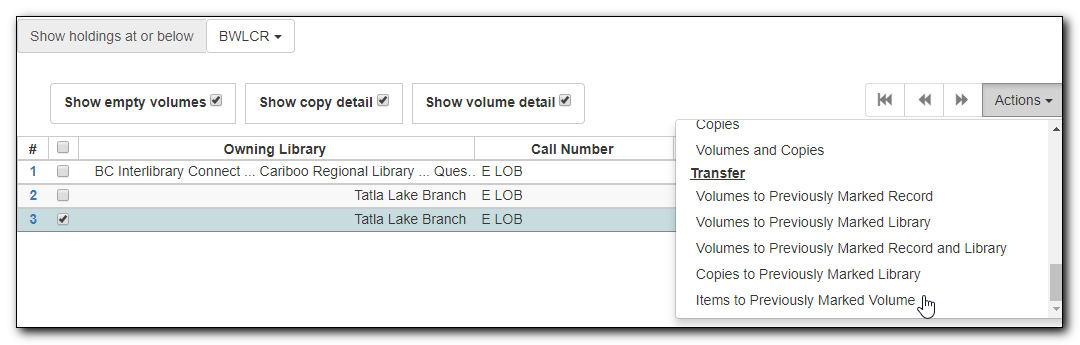 Show holdings at or below BWLCR
Show empty volumes Show copy detail Show volume detail Actions
# Owning Library Call Number
1 BC Interlibrary Connect ... Cariboo Regional Library ... Ques... E LOB
2 Tatla Lake Branch E LOB
3 Tatla Lake Branch E LOB
Copies
Volumes and Copies
Transfer
Volumes to Previously Marked Record
Volumes to Previously Marked Library
Volumes to Previously Marked Record and Library
Copies to Previously Marked Library
Items to Previously Marked Volume